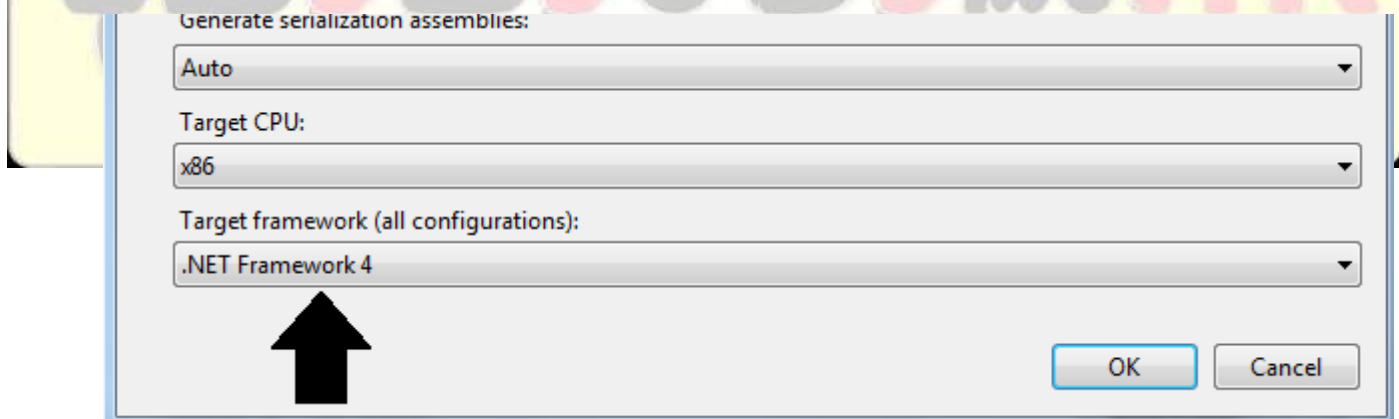 Generate serialization assemblies:
Auto
Target CPU:
x86
Target framework (all configurations):
.NET Framework 4
OK
Cancel